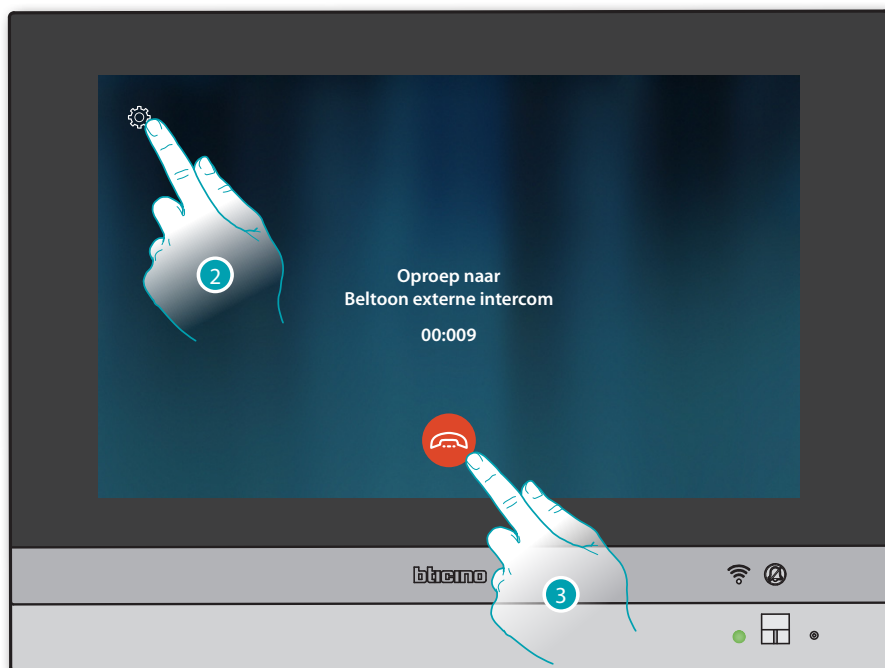 2
Oproep naar
Beltoon externe intercom
00:009
bticino
3